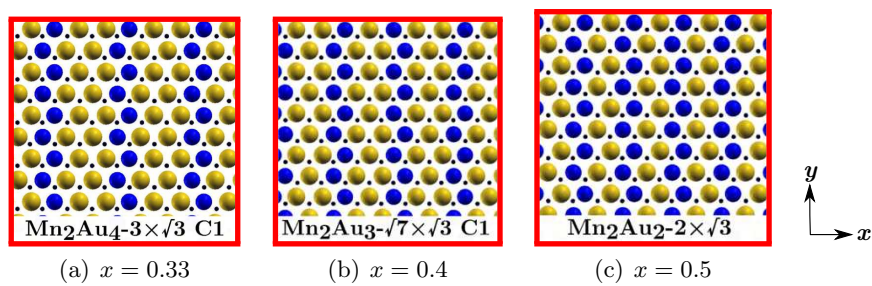 Mn₂Au₄-3×√3 C1
Mn₂Au₃-√7×√3 C1
Mn₂Au₂-2×√3
(a) x = 0.33
(b) x = 0.4
(c) x = 0.5
y
x